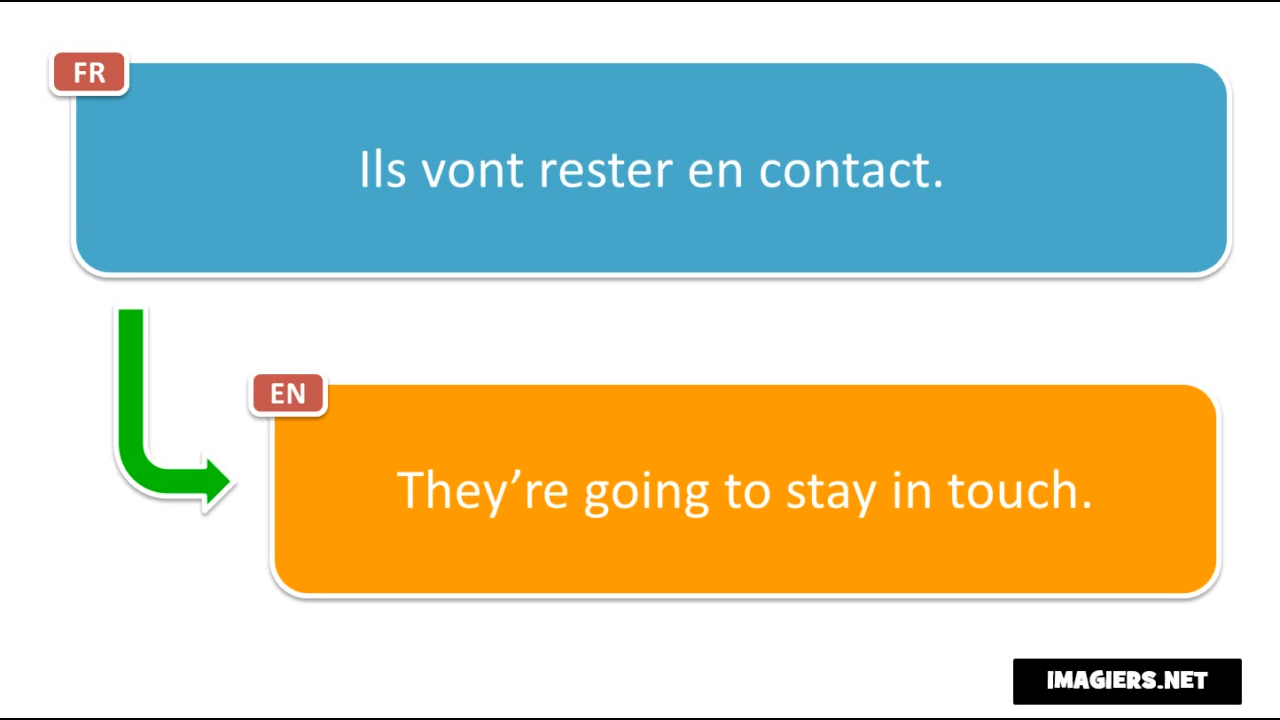 FR
Ils vont rester en contact.
EN
They’re going to stay in touch.
IMAGIERS.NET